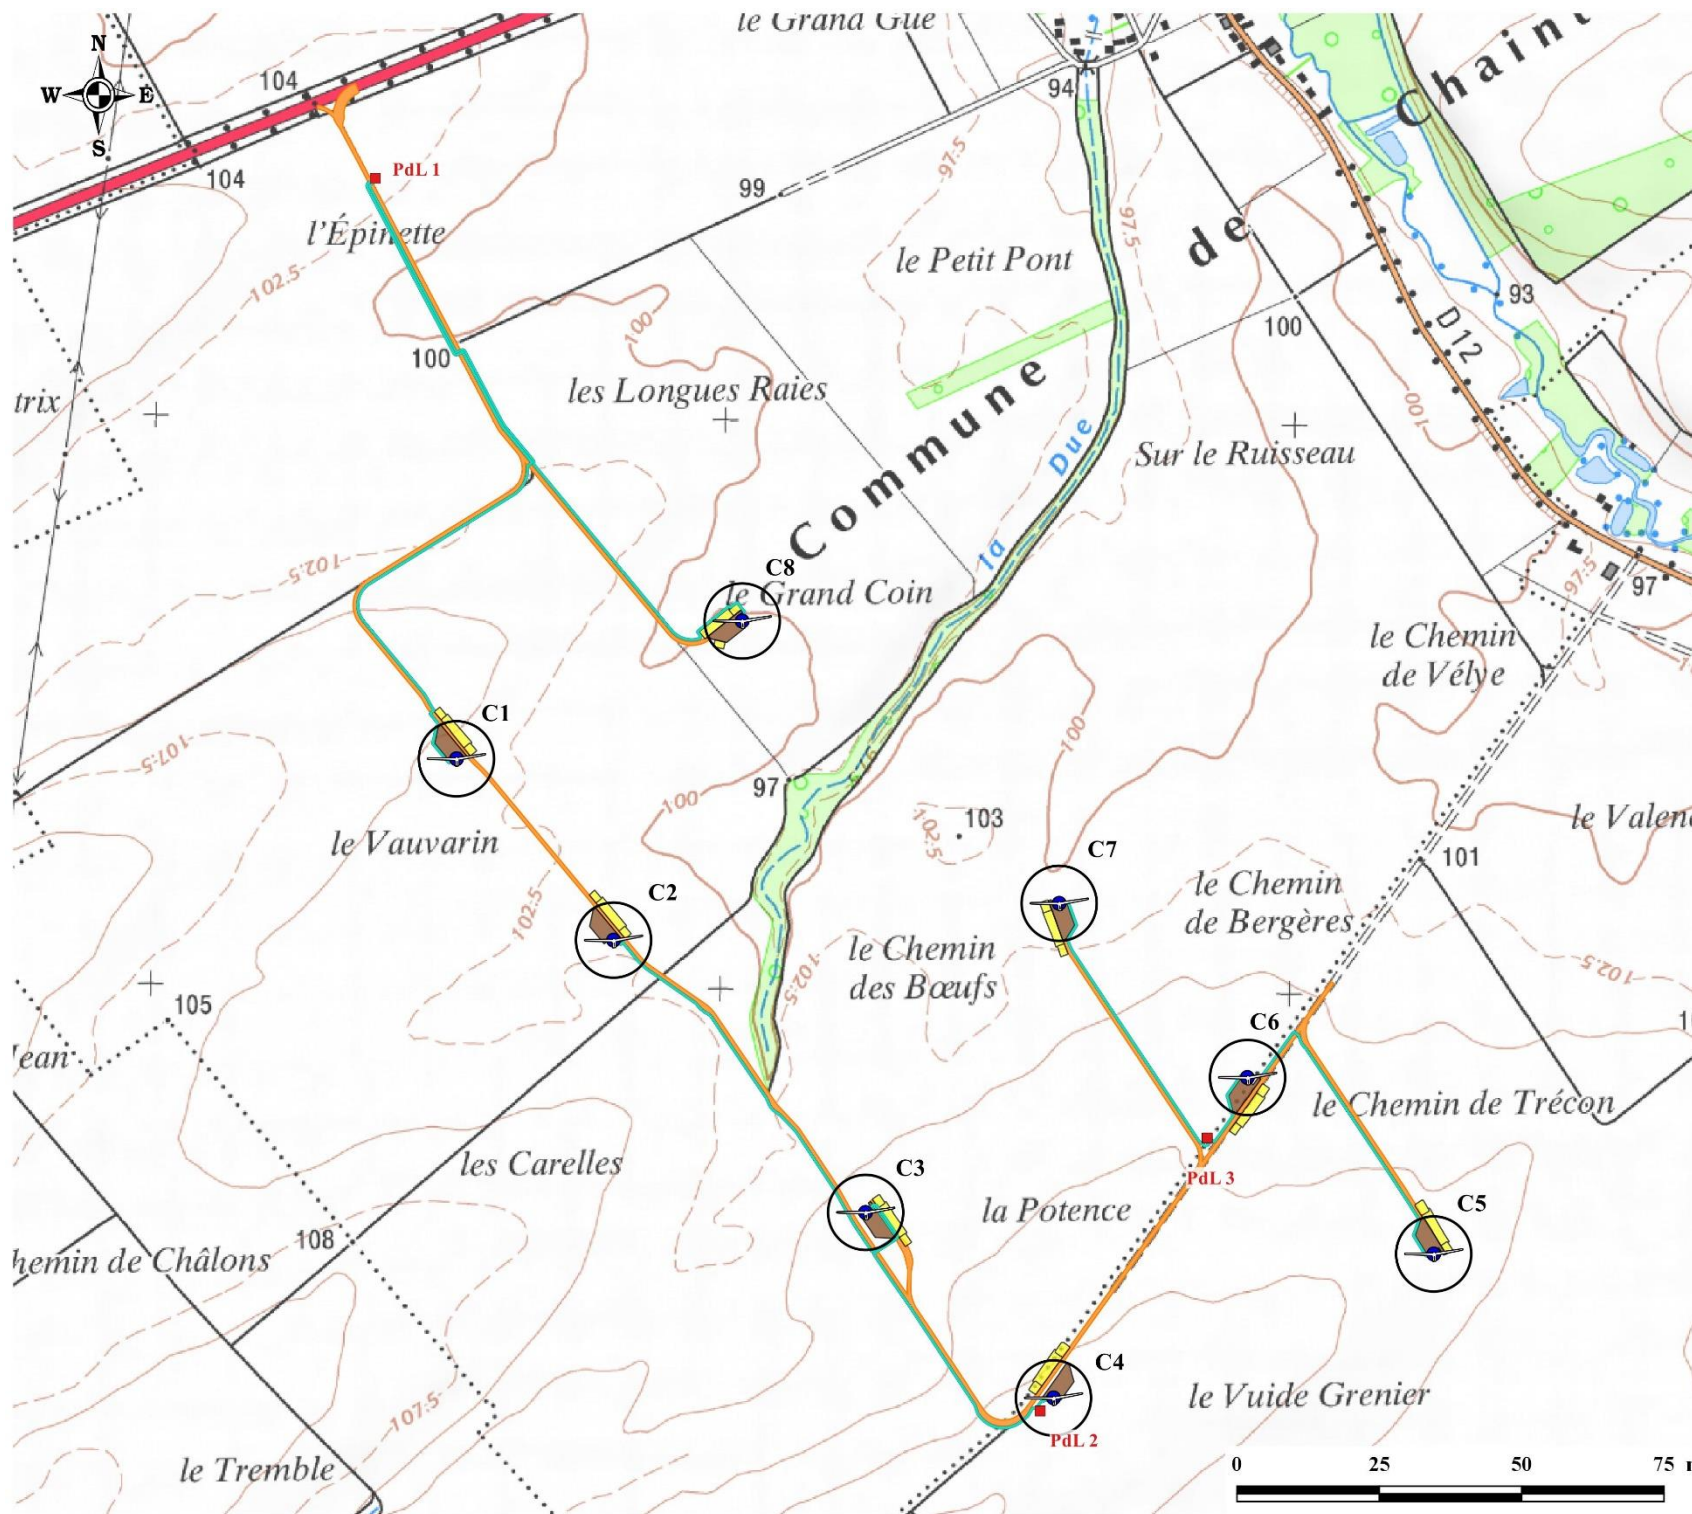 le Grand Gué
N
W
E
S
104
104
PdL 1
94
Chaint
97.5
99
97.5
l'Épinette
de
102.5
le Petit Pont
93
100
100
D12
100
trix
les Longues Raies
Commune
100
la Due
Sur le Ruisseau
102.5
C8
le Grand Coin
97.5
97
le Chemin
de Vélye
C1
100
107.5
97
100
le Vauvarin
102.5
103
le Valen
C7
101
C2
le Chemin
de Bergères
102.5
le Chemin
des Bœufs
102.5
102.5
105
C6
Jean
le Chemin de Trécon
les Carelles
C3
PdL 3
la Potence
C5
108
hemin de Châlons
C4
le Vuide Grenier
107.5
PdL 2
le Tremble
0 25 50 75